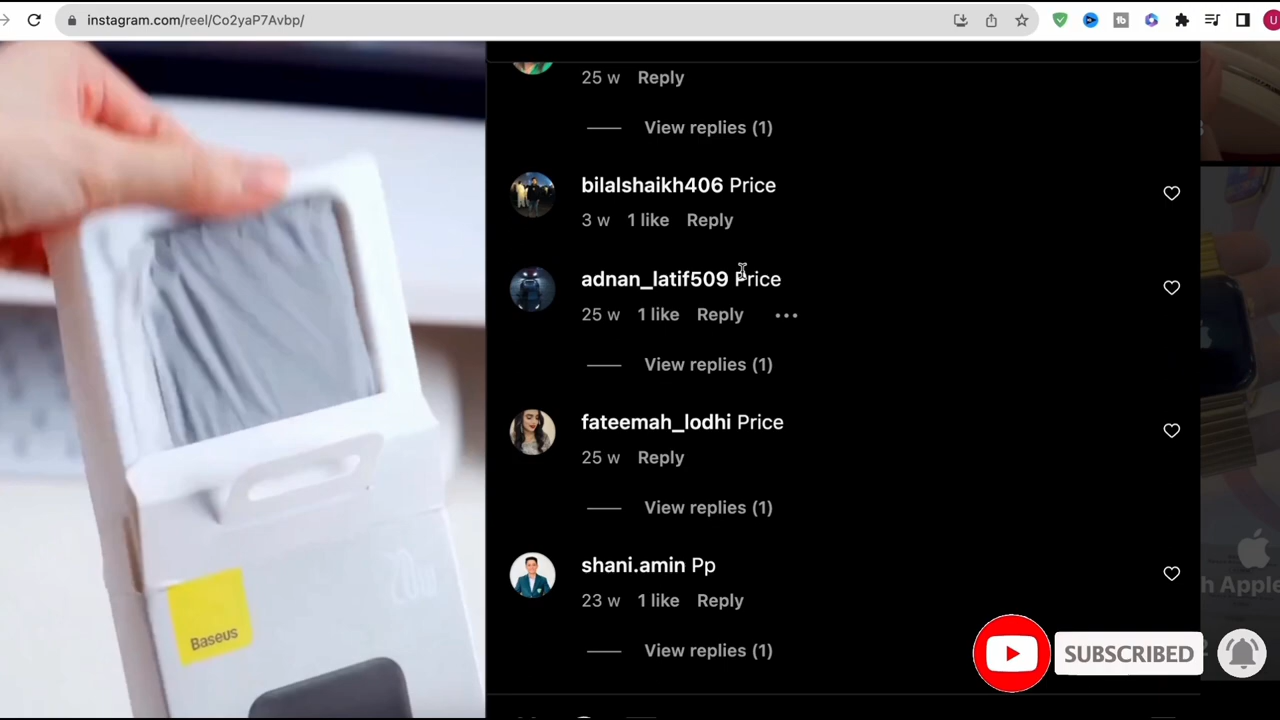 instagram.com/reel/Co2yaP7Avbp/
25 w Reply
View replies (1)
bilalshaikh406 Price
3 w 1 like Reply
adnan_latif509 Price
25 w 1 like Reply
View replies (1)
fateemah_lodhi Price
25 w Reply
View replies (1)
shani.amin Pp
23 w 1 like Reply
View replies (1)
Baseus
h Apple
SUBSCRIBED